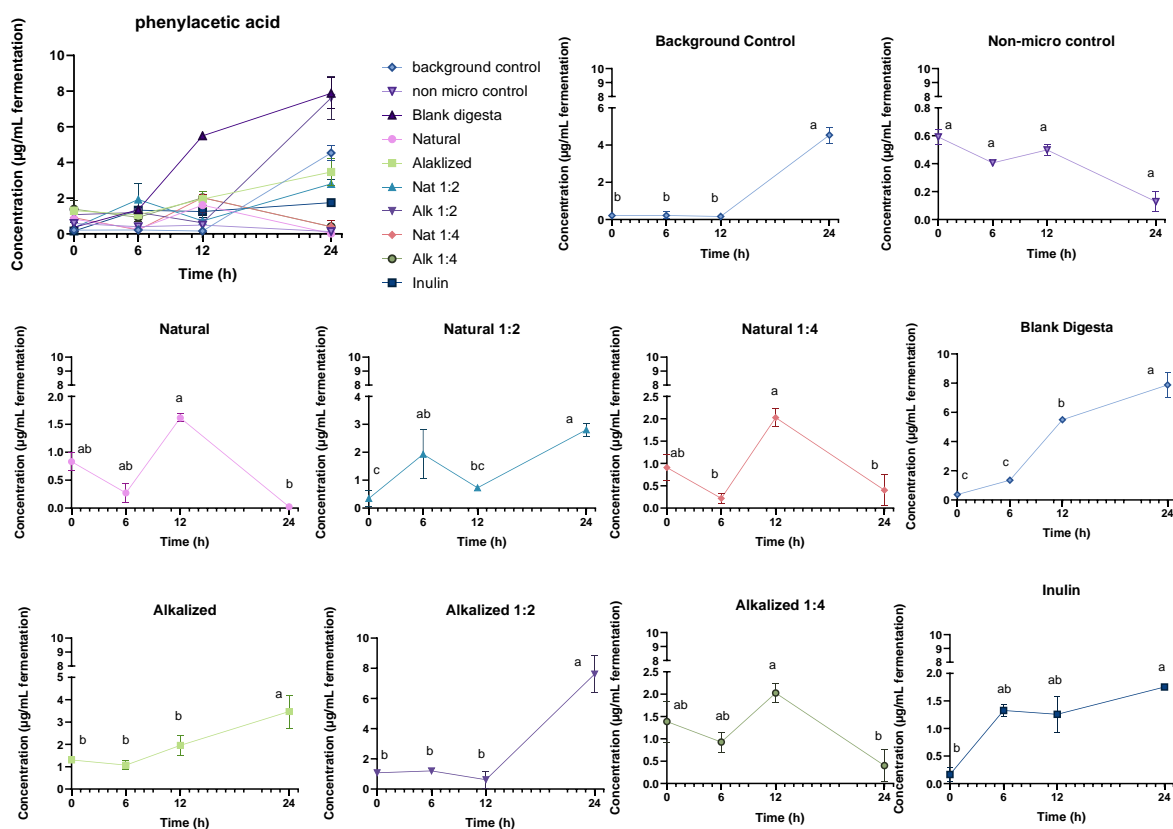 phenylacetic acid
Concentration (µg/mL fermentation)
10
8
6
4
2
0
0 6 12 24
Time (h)
background control
non micro control
Blank digesta
Natural
Alaklized
Nat 1:2
Alk 1:2
Nat 1:4
Alk 1:4
Inulin
Background Control
Concentration (µg/mL fermentation)
10
9
8
6
4
2
0
b b b a
0 6 12 24
Time (h)
Non-micro control
Concentration (µg/mL fermentation)
10
9
8
0.8
0.6
0.4
0.2
0.0
a a a a
0 6 12 24
Time (h)
Natural
Concentration (µg/mL fermentation)
10
9
8
2.0
1.5
1.0
0.5
0.0
ab ab a b
0 6 12 24
Time (h)
Natural 1:2
Concentration (µg/mL fermentation)
10
9
8
4
3
2
1
0
c ab bc a
0 6 12 24
Time (h)
Natural 1:4
Concentration (µg/mL fermentation)
10
9
8
2.5
2.0
1.5
1.0
0.5
0.0
ab b a b
0 6 12 24
Time (h)
Blank Digesta
Concentration (µg/mL fermentation)
10
8
6
4
2
0
c c b a
0 6 12 24
Time (h)
Alkalized
Concentration (µg/mL fermentation)
10
9
8
5
4
3
2
1
0
b b b a
0 6 12 24
Time (h)
Alkalized 1:2
Concentration (µg/mL fermentation)
10
8
6
4
2
0
b b b a
0 6 12 24
Time (h)
Alkalized 1:4
Concentration (µg/mL fermentation)
10
9
8
2.5
2.0
1.5
1.0
0.5
0.0
ab ab a b
0 6 12 24
Time (h)
Inulin
Concentration (µg/mL fermentation)
10
9
8
2.0
1.5
1.0
0.5
0.0
b ab ab a
0 6 12 24
Time (h)